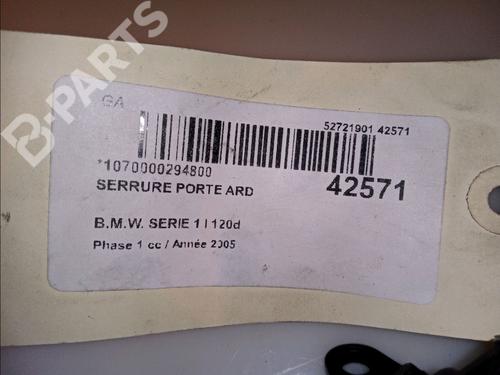 B-PARTS
GA
52721901 42571
*1070000294800
SERRURE PORTE ARD
42571
B.M.W. SERIE 1 I 120d
Phase 1 cc / Année 2005